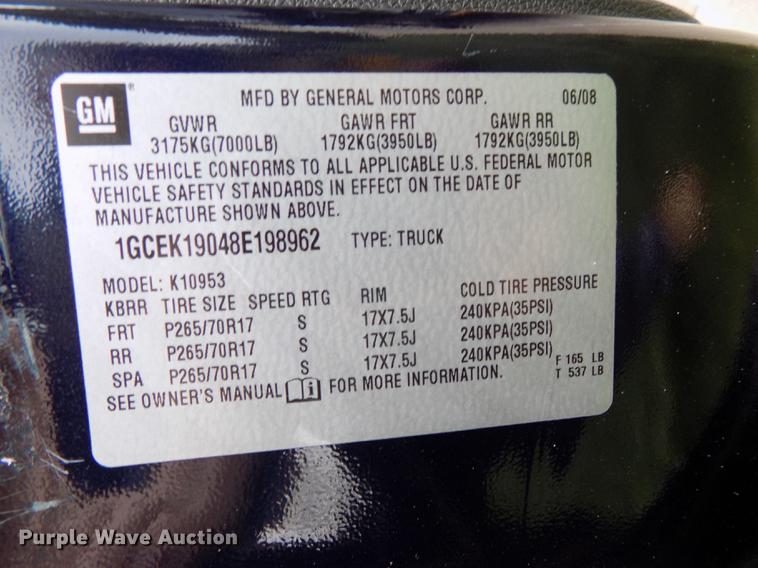 GM
MFD BY GENERAL MOTORS CORP. 06/08
GVWR GAWR FRT GAWR RR
3175KG(7000LB) 1792KG(3950LB) 1792KG(3950LB)
THIS VEHICLE CONFORMS TO ALL APPLICABLE U.S. FEDERAL MOTOR
VEHICLE SAFETY STANDARDS IN EFFECT ON THE DATE OF
MANUFACTURE SHOWN ABOVE.
1GCEK19048E198962 TYPE: TRUCK
MODEL: K10953
KBRR TIRE SIZE SPEED RTG RIM COLD TIRE PRESSURE
FRT P265/70R17 S 17X7.5J 240KPA(35PSI)
RR P265/70R17 S 17X7.5J 240KPA(35PSI)
SPA P265/70R17 S 17X7.5J 240KPA(35PSI)
SEE OWNER'S MANUAL FOR MORE INFORMATION.
F 165 LB
T 537 LB
Purple Wave Auction